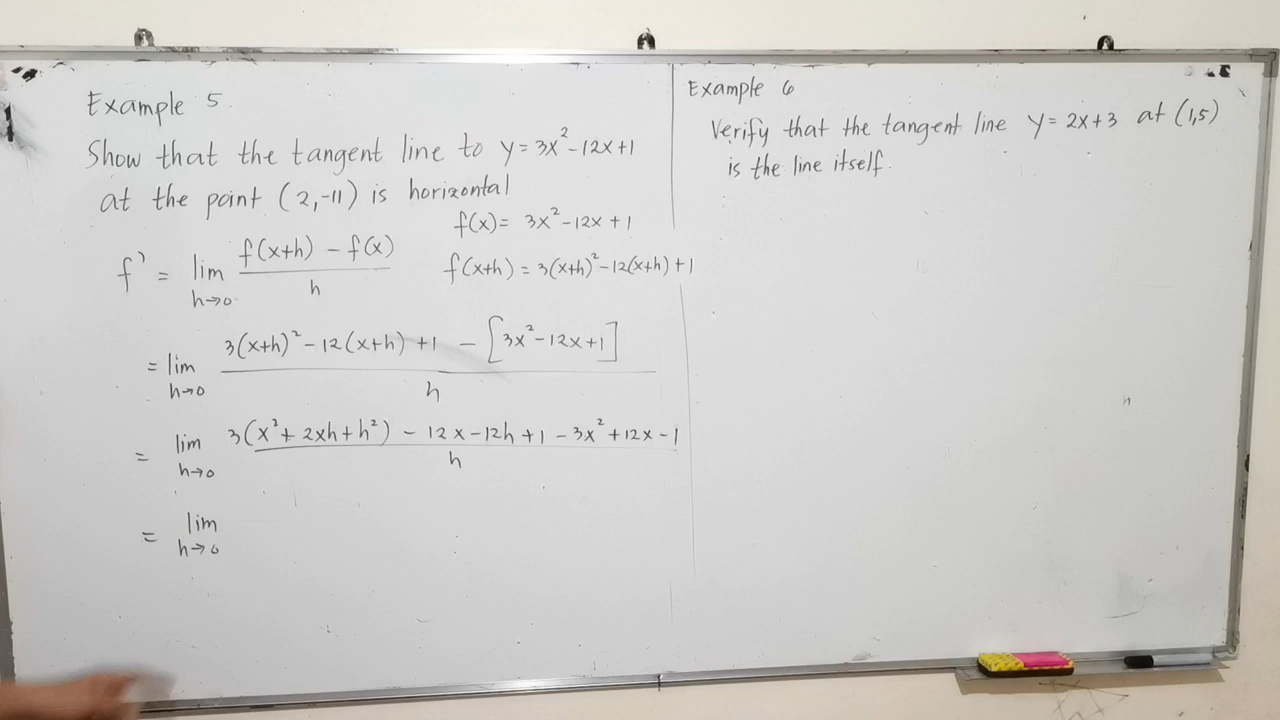 Example 5
Show that the tangent line to y = 3x² - 12x + 1
at the point (2, -11) is horizontal
f(x) = 3x² - 12x + 1
f' = lim h→0 f(x+h) - f(x) / h
f(x+h) = 3(x+h)² - 12(x+h) + 1
= lim h→0 3(x+h)² - 12(x+h) + 1 - [3x² - 12x + 1] / h
= lim h→0 3(x² + 2xh + h²) - 12x - 12h + 1 - 3x² + 12x - 1 / h
= lim h→0
Example 6
Verify that the tangent line y = 2x + 3 at (1,5)
is the line itself.